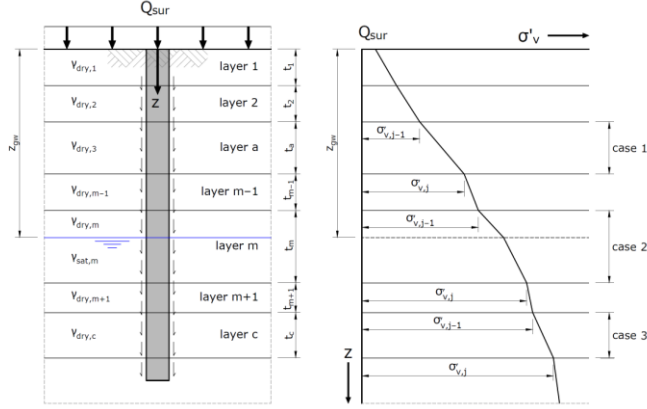 Qsur
γdry,1
layer 1
t1
γdry,2
layer 2
t2
z
zgw
γdry,3
layer a
ta
γdry,m-1
layer m-1
tm-1
γdry,m
layer m
tm
γsat,m
γdry,m+1
layer m+1
tm+1
γdry,c
layer c
tc
Qsur
σ'v
zgw
σ'v,j-1
case 1
σ'v,j
σ'v,j-1
case 2
σ'v,j
σ'v,j-1
case 3
z
σ'v,j